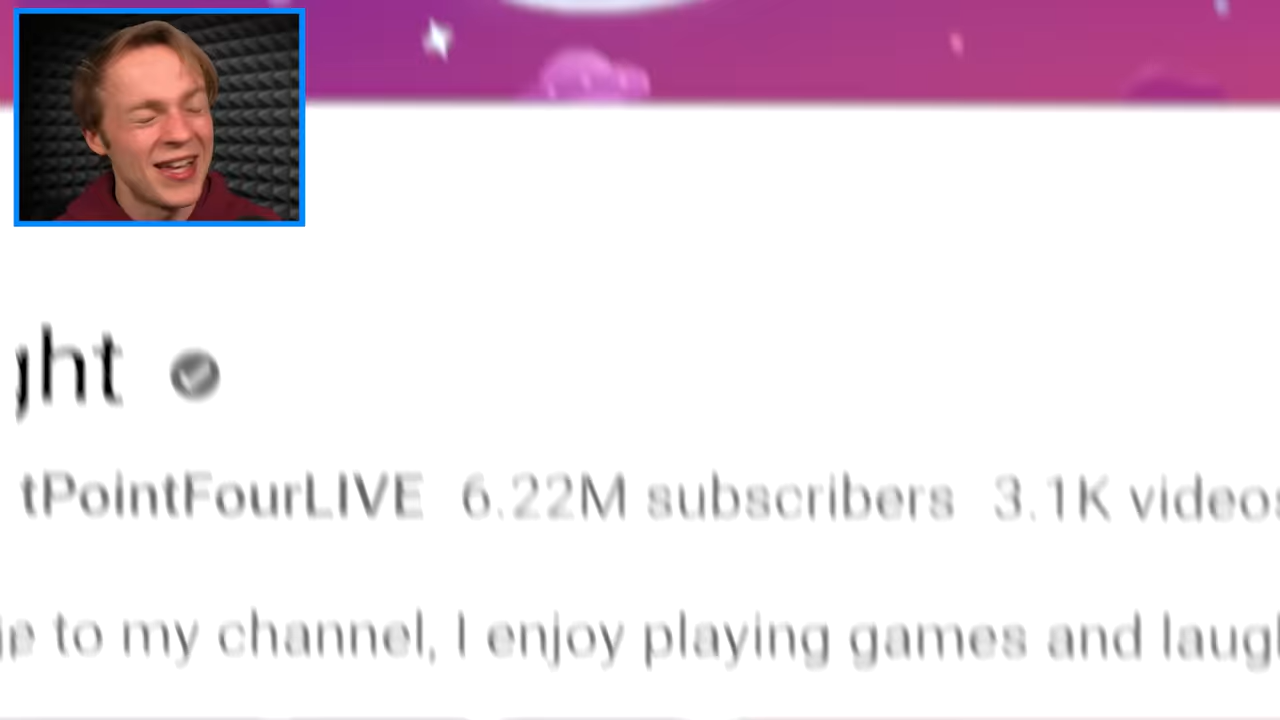 ght
tPointFourLIVE 6.22M subscribers 3.1K videos
to my channel, I enjoy playing games and laugh